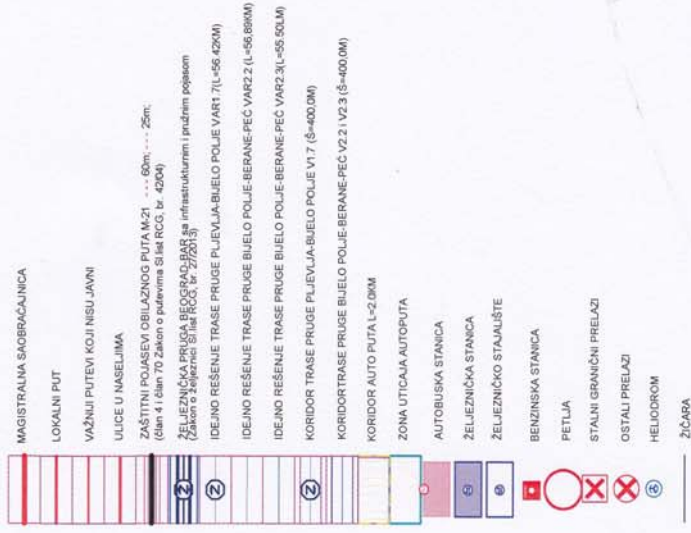 MAGISTRALNA SAOBRAĆAJNICA
LOKALNI PUT
VAŽNIJI PUTEVI KOJI NISU JAVNI
ULICE U NASELJIMA
ZAŠTITNI POJASEVI OBILAZNOG PUTA M-21 --- 60m; --- 25m;
(član 4 i član 70 Zakon o putevima Sl.list RCG, br. 42/04)
ŽELJEZNIČKA PRUGA BEOGRAD-BAR sa infrastrukturnim i pružnim pojasom
(Zakon o željeznici Sl.list RCG, br. 27/2013)
IDEJNO REŠENJE TRASE PRUGE PLJEVLJA-BIJELO POLJE VAR1.7(L=56.42KM)
IDEJNO REŠENJE TRASE PRUGE BIJELO POLJE-BERANE-PEĆ VAR2.2 (L=56,89KM)
IDEJNO REŠENJE TRASE PRUGE BIJELO POLJE-BERANE-PEĆ VAR2.3(L=55.50LM)
KORIDOR TRASE PRUGE PLJEVLJA-BIJELO POLJE V1.7 (Š=400,0M)
KORIDORTRASE PRUGE BIJELO POLJE-BERANE-PEĆ V2.2 i V2.3 (Š=400,0M)
KORIDOR AUTO PUTA L=2.0KM
ZONA UTICAJA AUTOPUTA
AUTOBUSKA STANICA
ŽELJEZNIČKA STANICA
ŽELJEZNIČKO STAJALIŠTE
BENZINSKA STANICA
PETLJA
STALNI GRANIČNI PRELAZI
OSTALI PRELAZI
HELIODROM
ŽIČARA